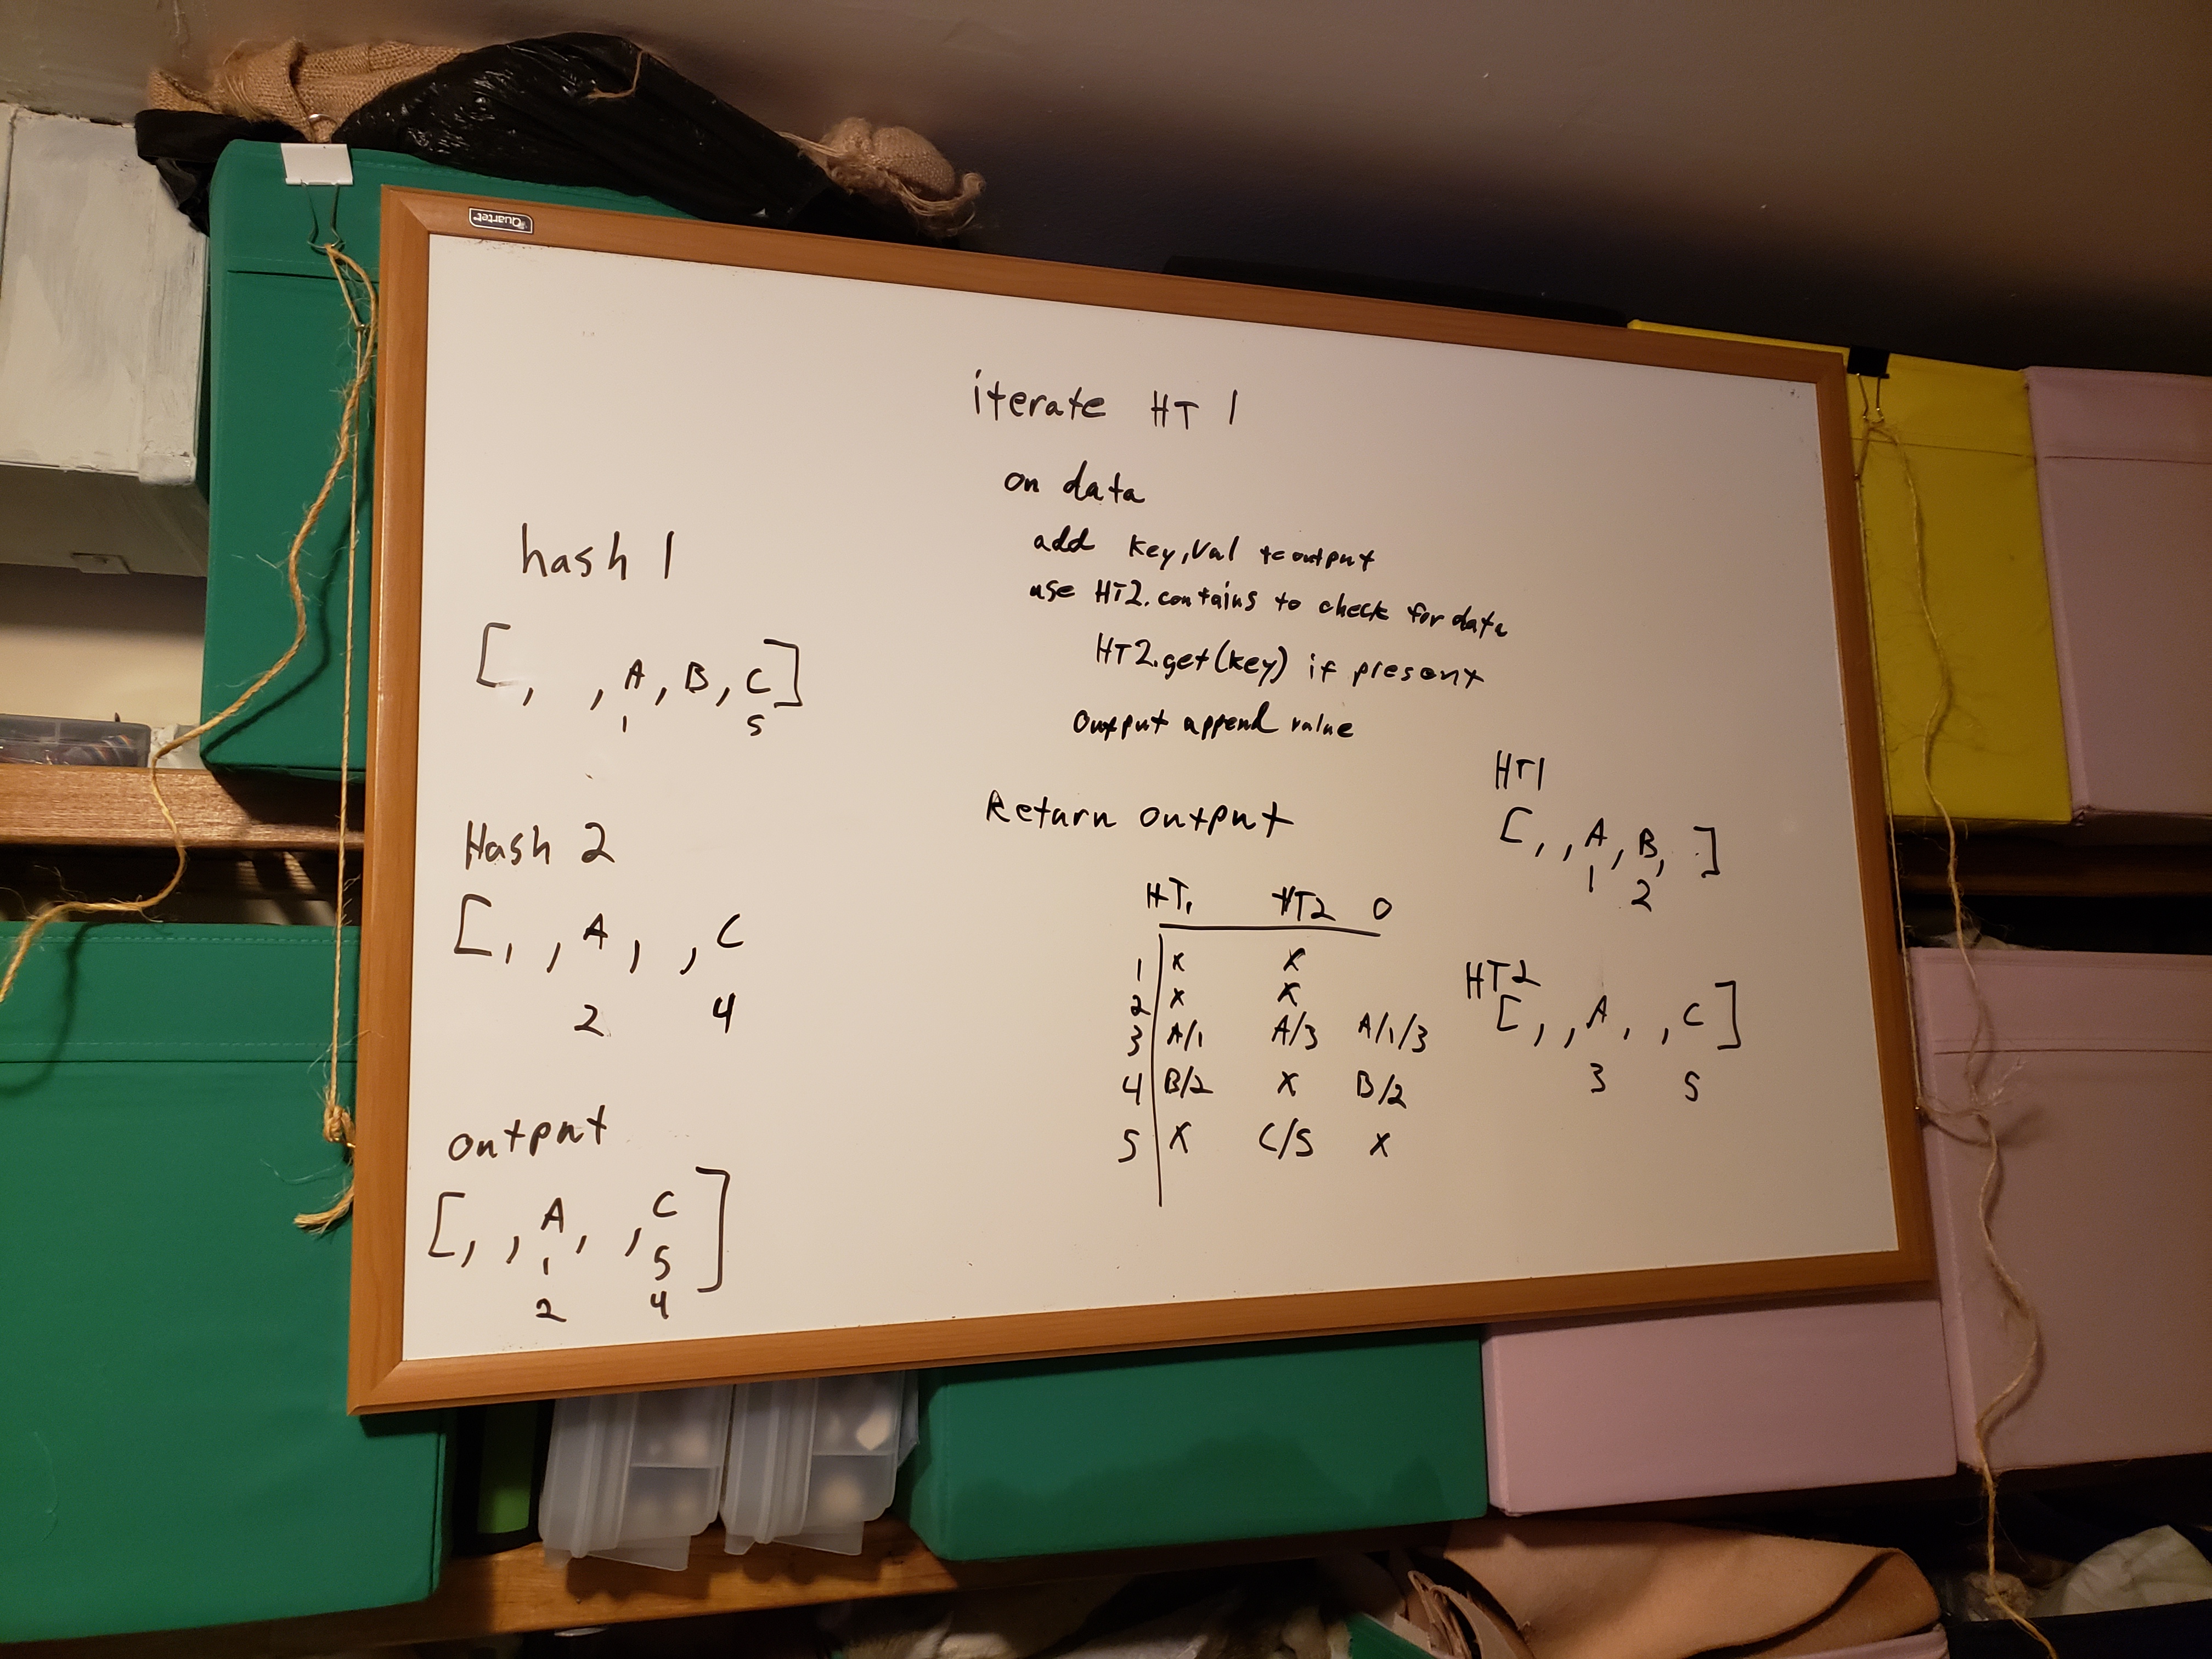 Quartet
iterate HT 1
on data
add key,Val to output
use HT2.contains to check for data
HT2.get(key) if present
Output append value
Return output
hash 1
[, , A, B, C]
1 5
Hash 2
[, , A, , C
2 4
output
[, , A, , C]
1 5
2 4
HT1
[, , A, B, ]
1 2
HT2
[, , A, , C]
3 5
HT1 HT2 O
1 X X
2 X X
3 A/1 A/3 A/1/3
4 B/2 X B/2
5 X C/5 X